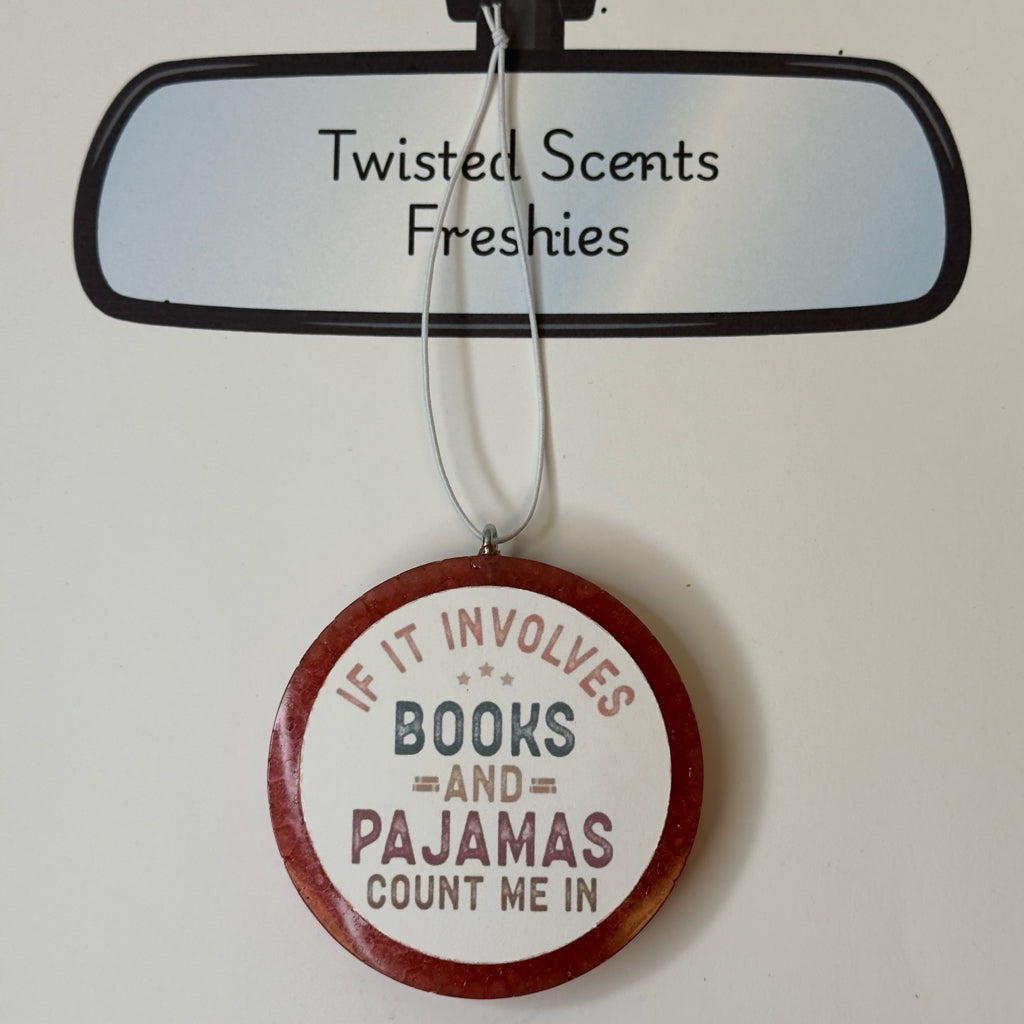 Twisted Scents
Freshies
IF IT INVOLVES
BOOKS
AND
PAJAMAS
COUNT ME IN